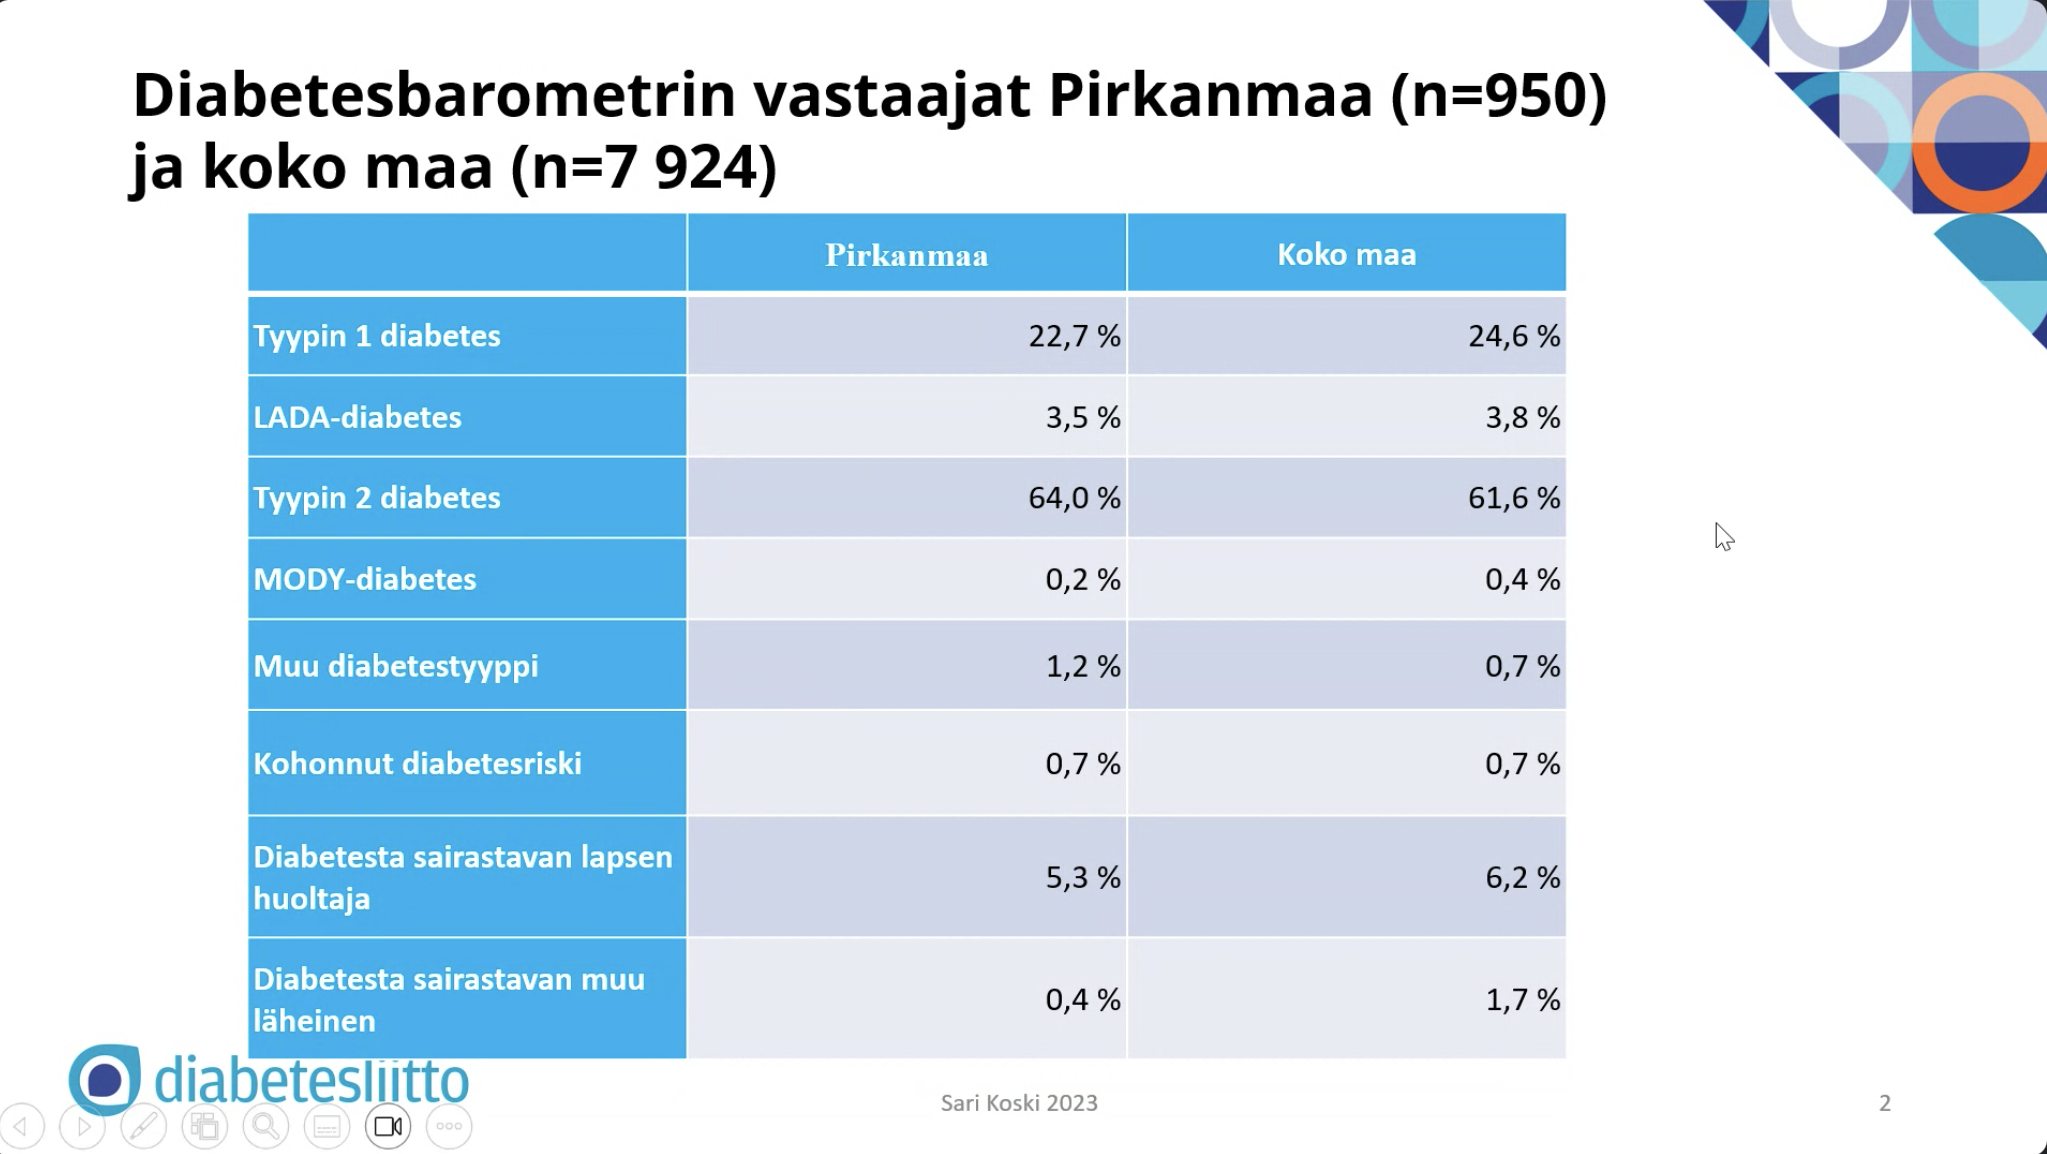 Diabetesbarometrin vastaajat Pirkanmaa (n=950)
ja koko maa (n=7 924)
Pirkanmaa Koko maa
Tyypin 1 diabetes 22,7 % 24,6 %
LADA-diabetes 3,5 % 3,8 %
Tyypin 2 diabetes 64,0 % 61,6 %
MODY-diabetes 0,2 % 0,4 %
Muu diabetestyyppi 1,2 % 0,7 %
Kohonnut diabetesriski 0,7 % 0,7 %
Diabetesta sairastavan lapsen
huoltaja 5,3 % 6,2 %
Diabetesta sairastavan muu
läheinen 0,4 % 1,7 %
diabetesliitto
Sari Koski 2023
2